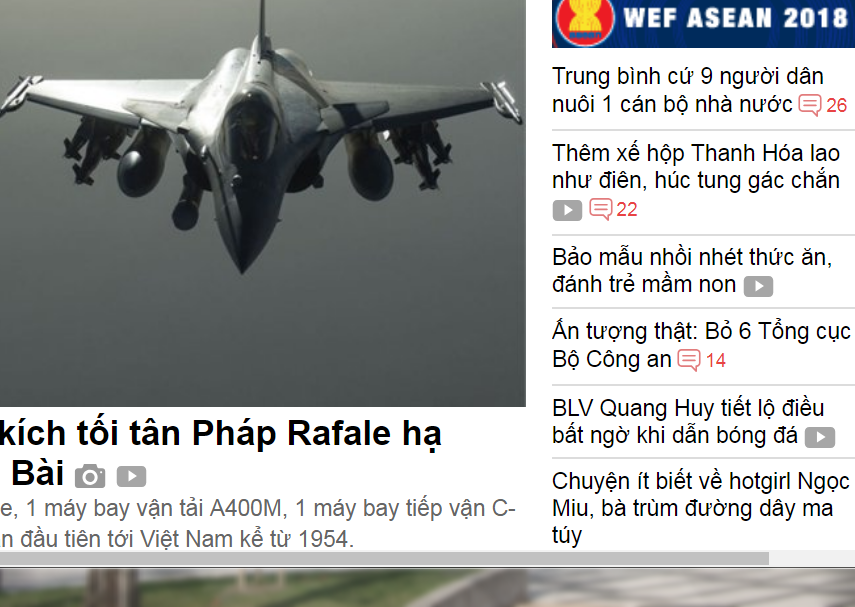 WEF ASEAN 2018
Trung bình cứ 9 người dân
nuôi 1 cán bộ nhà nước 26
Thêm xế hộp Thanh Hóa lao
như điên, húc tung gác chắn
22
Bảo mẫu nhồi nhét thức ăn,
đánh trẻ mầm non
Ấn tượng thật: Bỏ 6 Tổng cục
Bộ Công an 14
BLV Quang Huy tiết lộ điều
bất ngờ khi dẫn bóng đá
Chuyện ít biết về hotgirl Ngọc
Miu, bà trùm đường dây ma
túy
kích tối tân Pháp Rafale hạ
Bài
e, 1 máy bay vận tải A400M, 1 máy bay tiếp vận C-
n đầu tiên tới Việt Nam kể từ 1954.